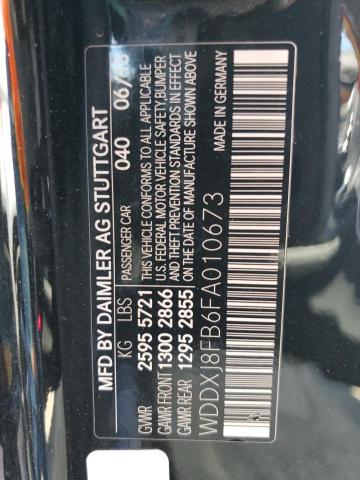 MFD BY DAIMLER AG STUTTGART
PASSENGER CAR 040
KG LBS
GVWR 2595 5721
GAWR FRONT 1300 2866
GAWR REAR 1295 2855
THIS VEHICLE CONFORMS TO ALL APPLICABLE
U.S. FEDERAL MOTOR VEHICLE SAFETY, BUMPER
AND THEFT PREVENTION STANDARDS IN EFFECT
ON THE DATE OF MANUFACTURE SHOWN ABOVE
WDDXJ8FB6FA010673
MADE IN GERMANY